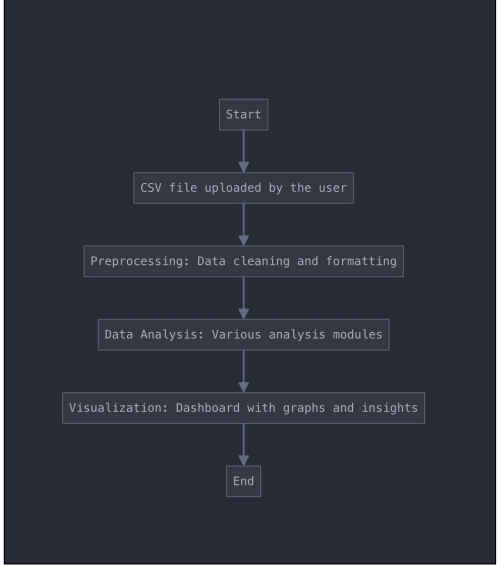 Start
CSV file uploaded by the user
Preprocessing: Data cleaning and formatting
Data Analysis: Various analysis modules
Visualization: Dashboard with graphs and insights
End